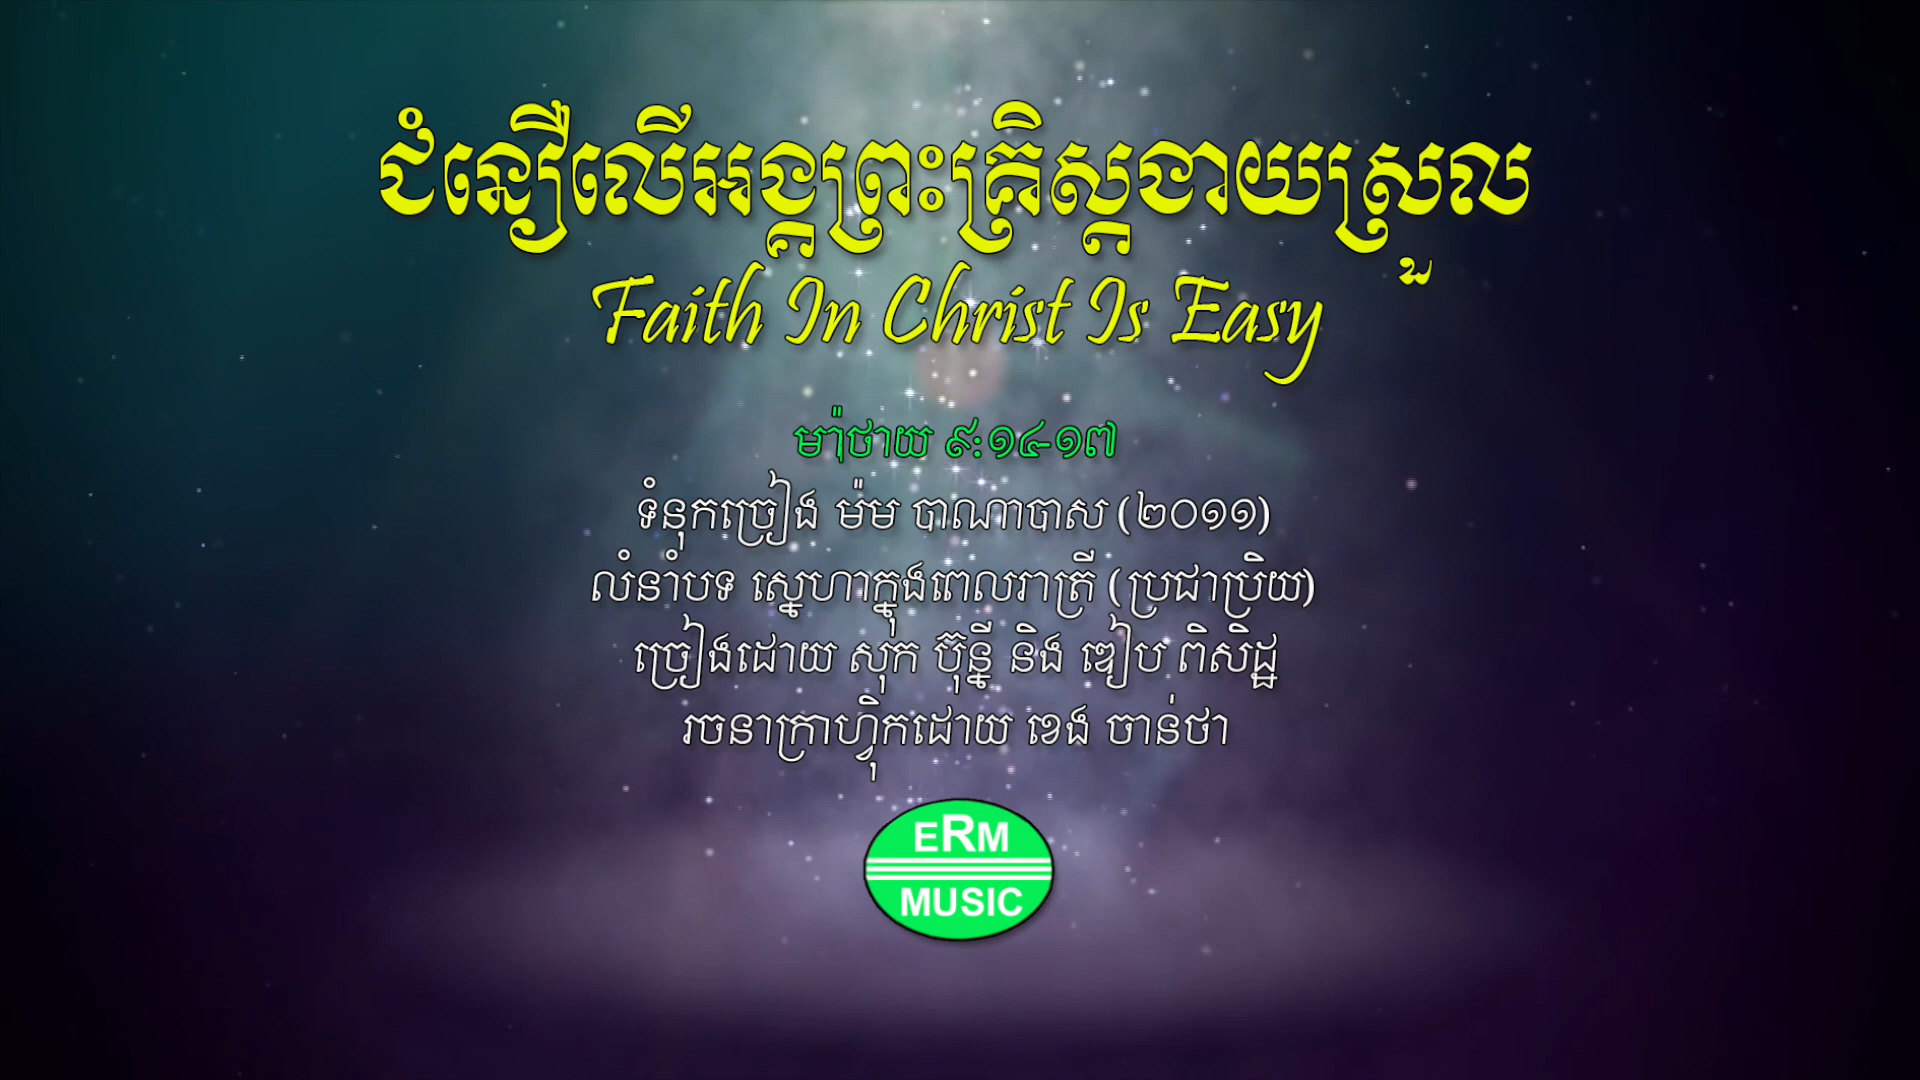 ជំនឿលើអង្គព្រះគ្រិស្តងាយស្រួល
Faith In Christ Is Easy
ម៉ាថាយ ៩:១៤-១៧
ទំនុកច្រៀង ម៉ម បាណាបាស (២០១១)
លំនាំបទ ស្នេហាក្នុងពេលរាត្រី (ប្រជាប្រិយ)
ច្រៀងដោយ សុក ប៊ុន្នី និង ឌៀប ពិសិដ្ឋ
រចនាក្រាហ្វិុកដោយ ខេង ចាន់ថា
ERM
MUSIC